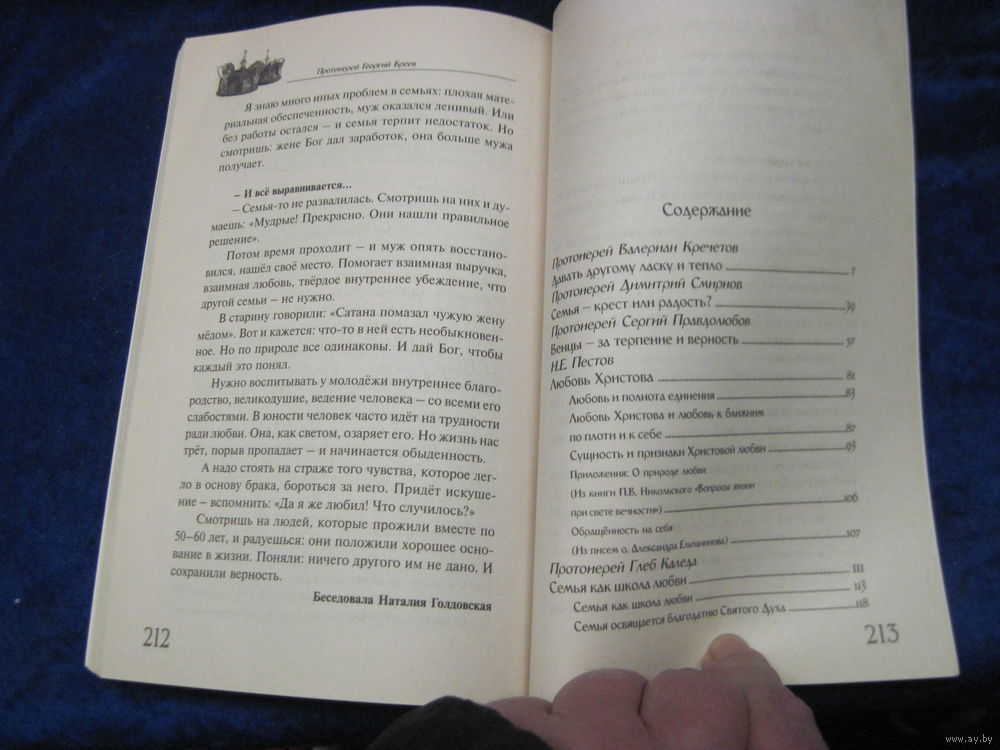 Протоиерей Георгий Бреев
Я знаю много иных проблем в семьях: плохая мате-
риальная обеспеченность, муж оказался ленивый. Или
без работы остался – и семья терпит недостаток. Но
смотришь: жене Бог дал заработок, она больше мужа
получает.
– И всё выравнивается...
– Семья-то не развалилась. Смотришь на них и ду-
маешь: «Мудрые! Прекрасно. Они нашли правильное
решение».
Потом время проходит – и муж опять восстано-
вился, нашёл своё место. Помогает взаимная выручка,
взаимная любовь, твёрдое внутреннее убеждение, что
другой семьи – не нужно.
В старину говорили: «Сатана помазал чужую жену
мёдом». Вот и кажется: что-то в ней есть необыкновен-
ное. Но по природе все одинаковы. И дай Бог, чтобы
каждый это понял.
Нужно воспитывать у молодёжи внутреннее благо-
родство, великодушие, ведение человека – со всеми его
слабостями. В юности человек часто идёт на трудности
ради любви. Она, как светом, озаряет его. Но жизнь нас
трёт, порыв пропадает – и начинается обыденность.
А надо стоять на страже того чувства, которое лег-
ло в основу брака, бороться за него. Придёт искуше-
ние – вспомнить: «Да я же любил! Что случилось?»
Смотришь на людей, которые прожили вместе по
50–60 лет, и радуешься: они положили хорошее осно-
вание в жизни. Поняли: ничего другого им не дано. И
сохранили верность.
Беседовала Наталия Голдовская
212
Содержание
Протоиерей Валериан Кречетов
Давать другому ласку и тепло 7
Протоиерей Димитрий Смирнов
Семья – крест или радость? 39
Протоиерей Сергий Правдолюбов
Венцы – за терпение и верность 57
Н.Е. Пестов
Любовь Христова 81
Любовь и полнота единения 83
Любовь Христова и любовь к ближним
по плоти и к себе 87
Сущность и признаки Христовой любви 93
Приложения: О природе любви
(Из книги П.В. Никольского «Вопросы жизни
при свете вечности») 106
Обращённость на себя
(Из писем о. Александра Ельчанинова) 107
Протоиерей Глеб Каледа
Семья как школа любви 111
Семья как школа любви 113
Семья освящается благодатию Святого Духа 118
213
www.ay.by